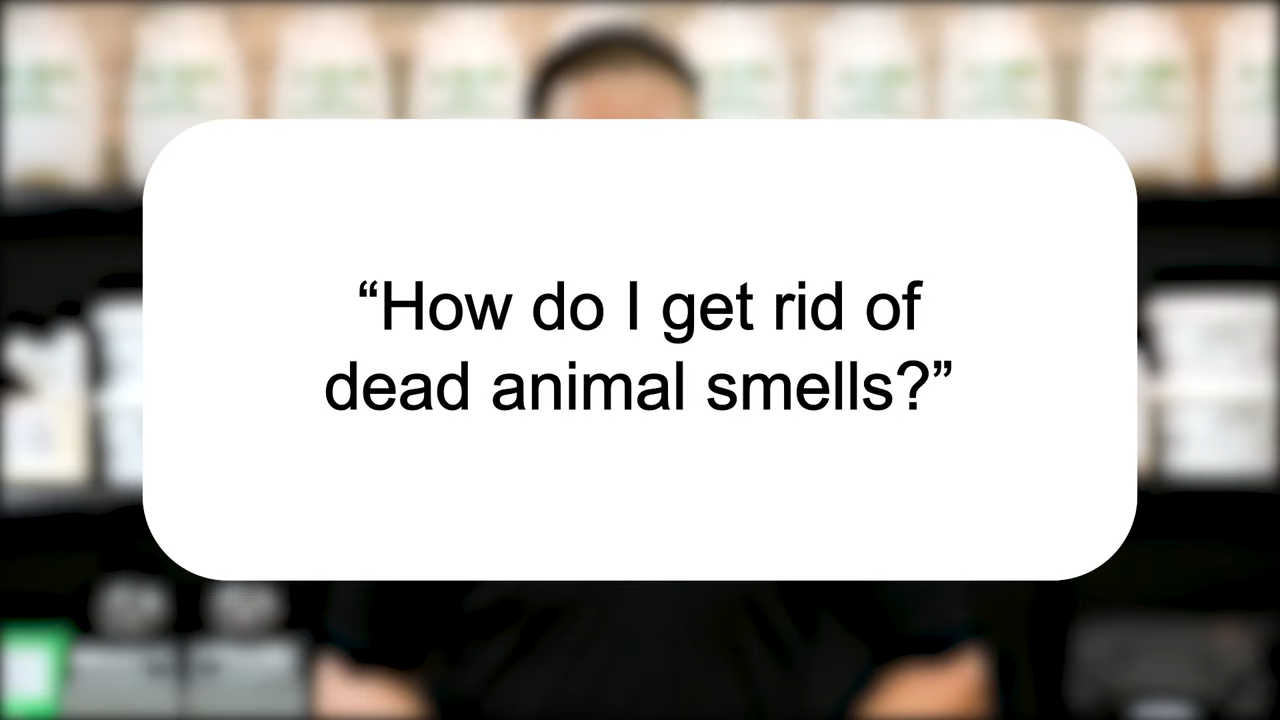 “How do I get rid of
dead animal smells?”